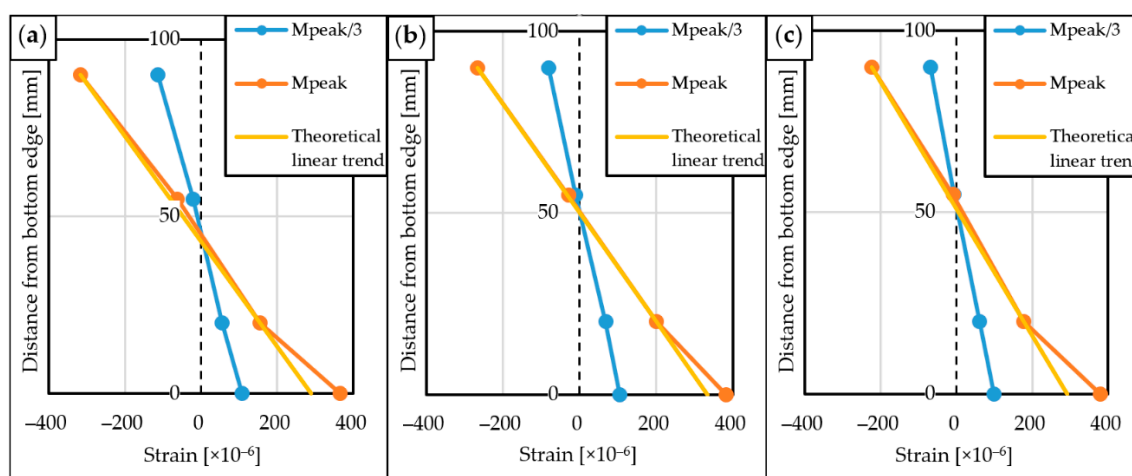 (a)
Distance from bottom edge [mm]
100
50
0
Mpeak/3
Mpeak
Theoretical
linear trend
–400 –200 0 200 400
Strain [×10⁻⁶]
(b)
Distance from bottom edge [mm]
100
50
0
Mpeak/3
Mpeak
Theoretical
linear trend
–400 –200 0 200 400
Strain [×10⁻⁶]
(c)
Distance from bottom edge [mm]
100
50
0
Mpeak/3
Mpeak
Theoretical
linear trend
–400 –200 0 200 400
Strain [×10⁻⁶]